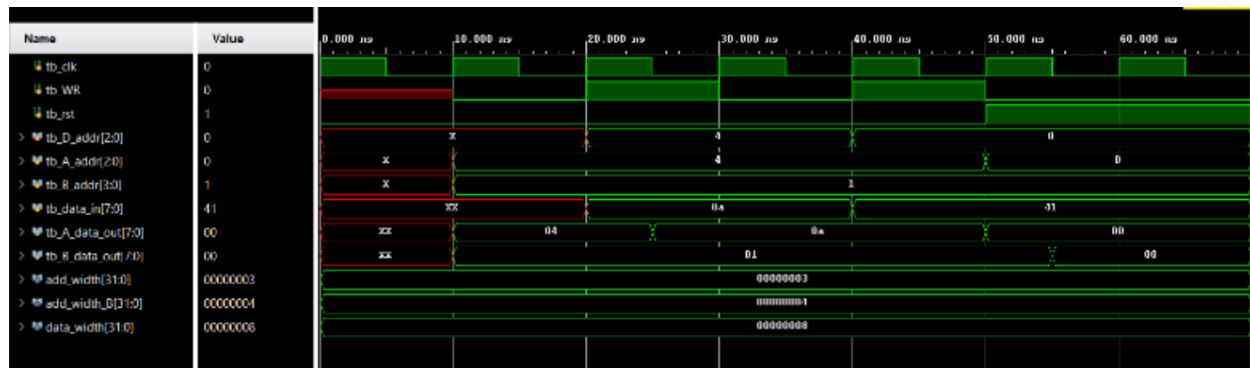 Name Value 0.000 ns 10.000 ns 20.000 ns 30.000 ns 40.000 ns 50.000 ns 60.000 ns
tb_clk 0
tb_WR 0
tb_rst 1
tb_D_addr[2:0] 0 X 4 0
tb_A_addr[2:0] 0 X 4 0
tb_B_addr[3:0] 1 X 1
tb_data_in[7:0] 41 XX 0a 41
tb_A_data_out[7:0] 00 XX 04 0a 00
tb_B_data_out[7:0] 00 XX 01 00
add_width[31:0] 00000003 00000003
add_width_B[31:0] 00000004 00000004
data_width[31:0] 00000008 00000008